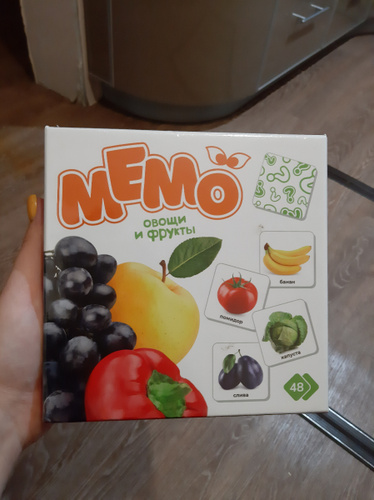 МЕМО
овощи
и фрукты
банан
помидор
капуста
слива
48